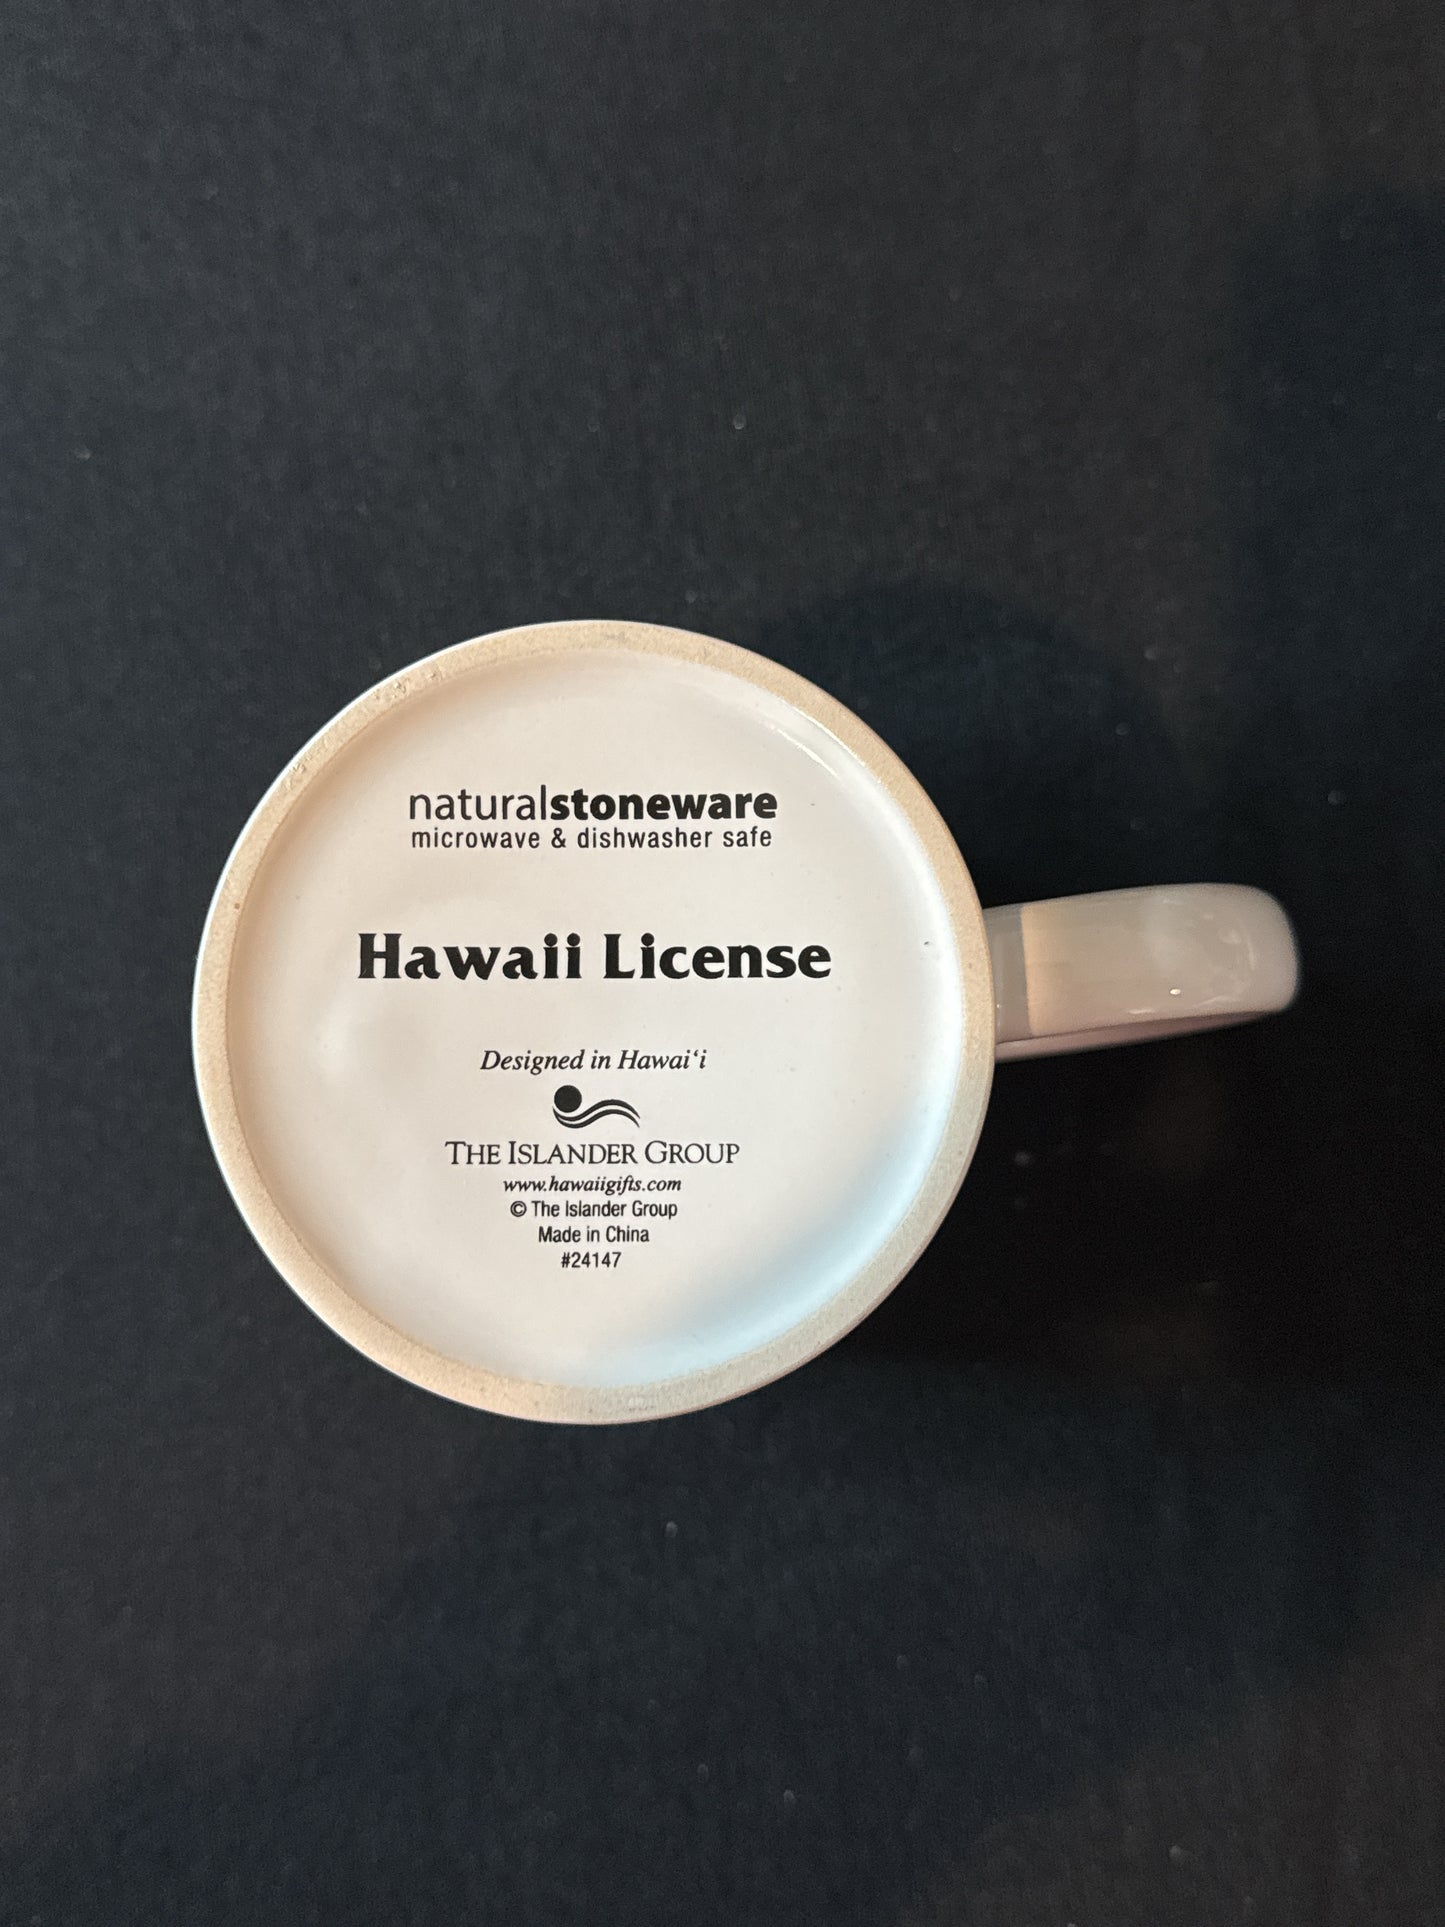 naturalstoneware
microwave & dishwasher safe
Hawaii License
Designed in Hawai‘i
THE ISLANDER GROUP
www.hawaiigifts.com
© The Islander Group
Made in China
#24147